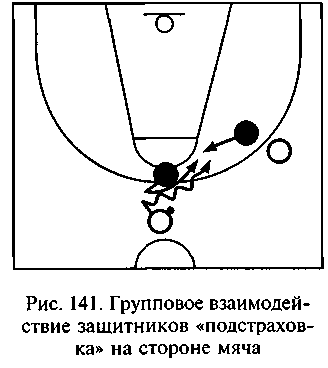 Рис. 141. Групповое взаимодей-
ствие защитников «подстрахов-
ка» на стороне мяча